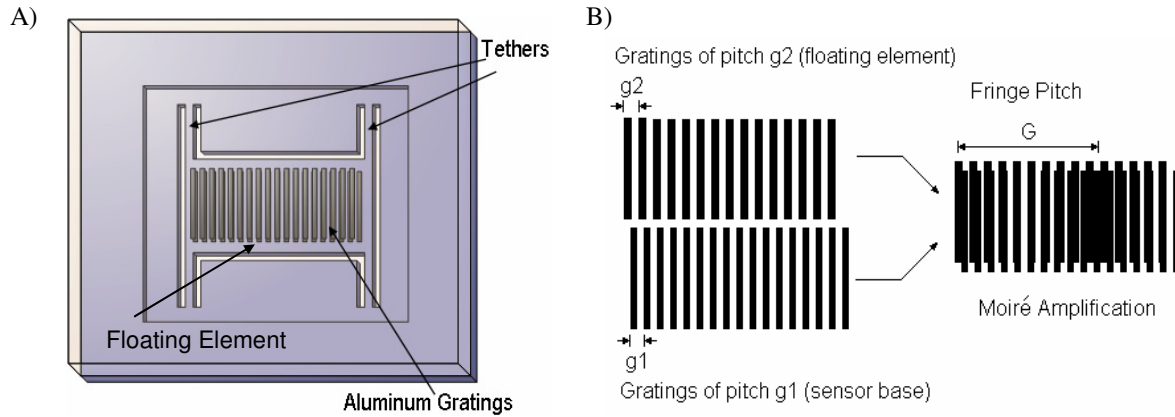 A)
Tethers
Floating Element
Aluminum Gratings
B)
Gratings of pitch g2 (floating element)
g2
Fringe Pitch
G
g1
Moiré Amplification
Gratings of pitch g1 (sensor base)